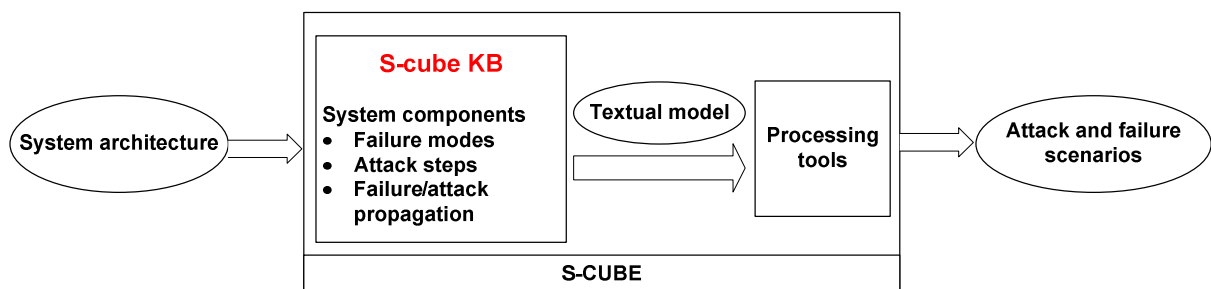 System architecture
S-cube KB
System components
• Failure modes
• Attack steps
• Failure/attack
propagation
Textual model
Processing
tools
Attack and failure
scenarios
S-CUBE